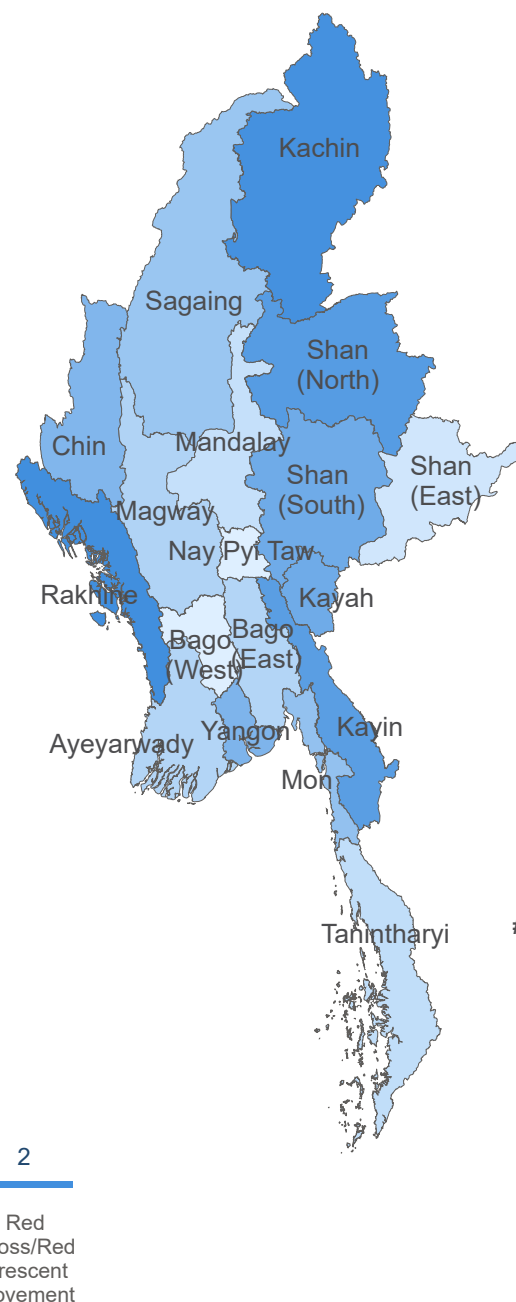 Kachin
Sagaing
Shan
(North)
Chin
Mandalay
Shan
(South)
Shan
(East)
Magway
Nay Pyi Taw
Rakhine
Kayah
Bago
(West)
Bago
(East)
Ayeyarwady
Yangon
Kayin
Mon
Tanintharyi
2
Red
oss/Red
rescent
ovement